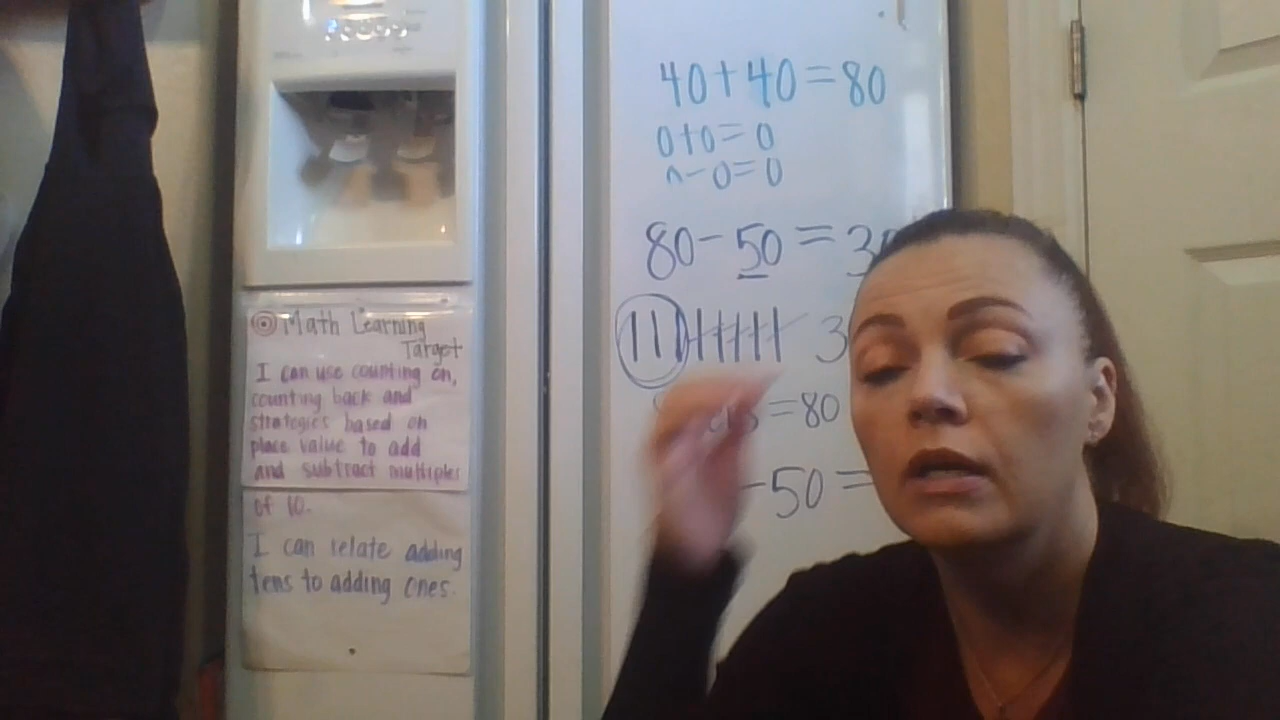 Math Learning
Target
I can use counting on,
counting back and
strategies based on
place value to add
and subtract multiples
of 10.
I can relate adding
tens to adding ones.
40+40=80
0+0=0
-0=0
80-50=30
3
=80
-50=